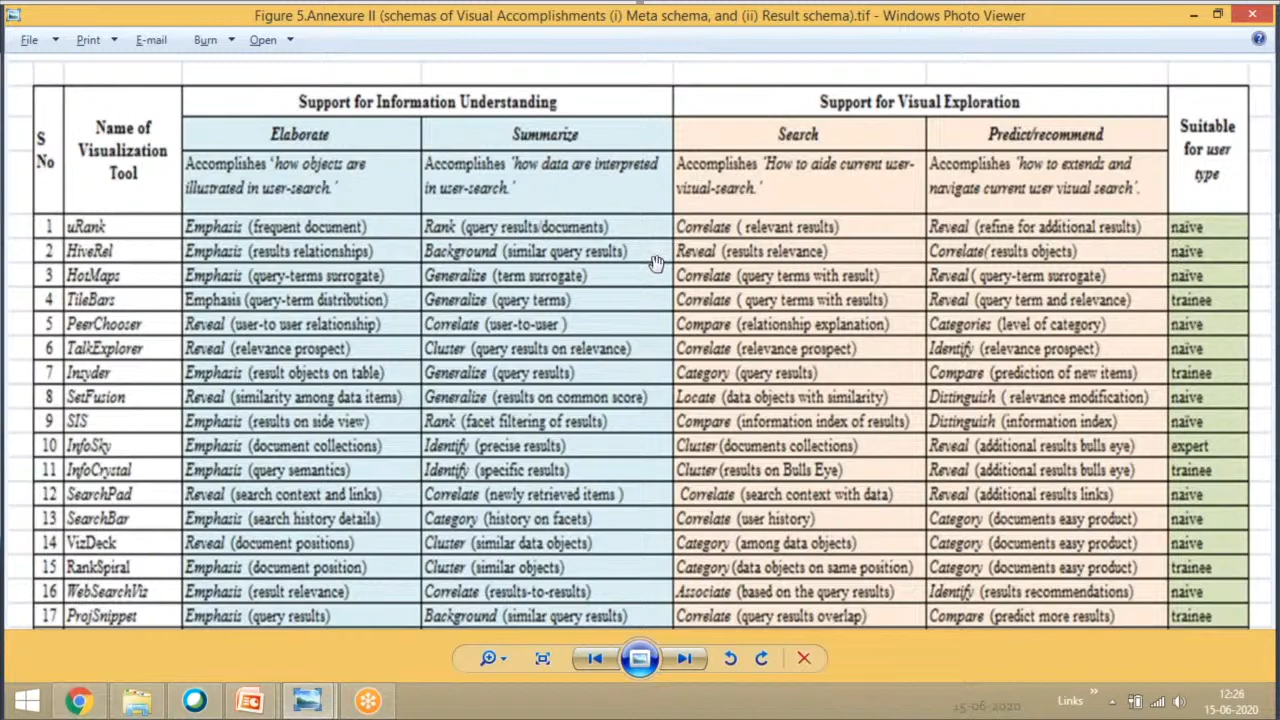 Figure 5.Annexure II (schemas of Visual Accomplishments (i) Meta schema, and (ii) Result schema).tif - Windows Photo Viewer
File Print E-mail Burn Open
S No Name of Visualization Tool Support for Information Understanding Support for Visual Exploration Suitable for user type
Elaborate Summarize Search Predict/recommend
Accomplishes 'how objects are illustrated in user-search.' Accomplishes 'how data are interpreted in user-search.' Accomplishes 'How to aide current user-visual-search.' Accomplishes 'how to extends and navigate current user visual search'.
1 uRank Emphasis (frequent document) Rank (query results/documents) Correlate ( relevant results) Reveal (refine for additional results) naïve
2 HiveRel Emphasis (results relationships) Background (similar query results) Reveal (results relevance) Correlate(results objects) naïve
3 HotMaps Emphasis (query-terms surrogate) Generalize (term surrogate) Correlate (query terms with result) Reveal( query-term surrogate) naïve
4 TileBars Emphasis (query-term distribution) Generalize (query terms) Correlate ( query terms with results) Reveal (query term and relevance) trainee
5 PeerChooser Reveal (user-to user relationship) Correlate (user-to-user ) Compare (relationship explanation) Categories (level of category) naïve
6 TalkExplorer Reveal (relevance prospect) Cluster (query results on relevance) Correlate (relevance prospect) Identify (relevance prospect) naïve
7 Insyder Emphasis (result objects on table) Generalize (query results) Category (query results) Compare (prediction of new items) trainee
8 SetFusion Reveal (similarity among data items) Generalize (results on common score) Locate (data objects with similarity) Distinguish ( relevance modification) naïve
9 SIS Emphasis (results on side view) Rank (facet filtering of results) Compare (information index of results) Distinguish (information index) naïve
10 InfoSky Emphasis (document collections) Identify (precise results) Cluster(documents collections) Reveal (additional results bulls eye) expert
11 InfoCrystal Emphasis (query semantics) Identify (specific results) Cluster(results on Bulls Eye) Reveal (additional results bulls eye) trainee
12 SearchPad Reveal (search context and links) Correlate (newly retrieved items ) Correlate (search context with data) Reveal (additional results links) naïve
13 SearchBar Emphasis (search history details) Category (history on facets) Correlate (user history) Category (documents easy product) naïve
14 VizDeck Reveal (document positions) Cluster (similar data objects) Category (among data objects) Category (documents easy product) naïve
15 RankSpiral Emphasis (document position) Cluster (similar objects) Category(data objects on same position) Category (documents easy product) trainee
16 WebSearchViz Emphasis (result relevance) Correlate (results-to-results) Associate (based on the query results) Identify (results recommendations) naïve
17 ProjSnippet Emphasis (query results) Background (similar query results) Correlate (query results overlap) Compare (predict more results) trainee
Links
12:26
15-06-2020
15-06-2020